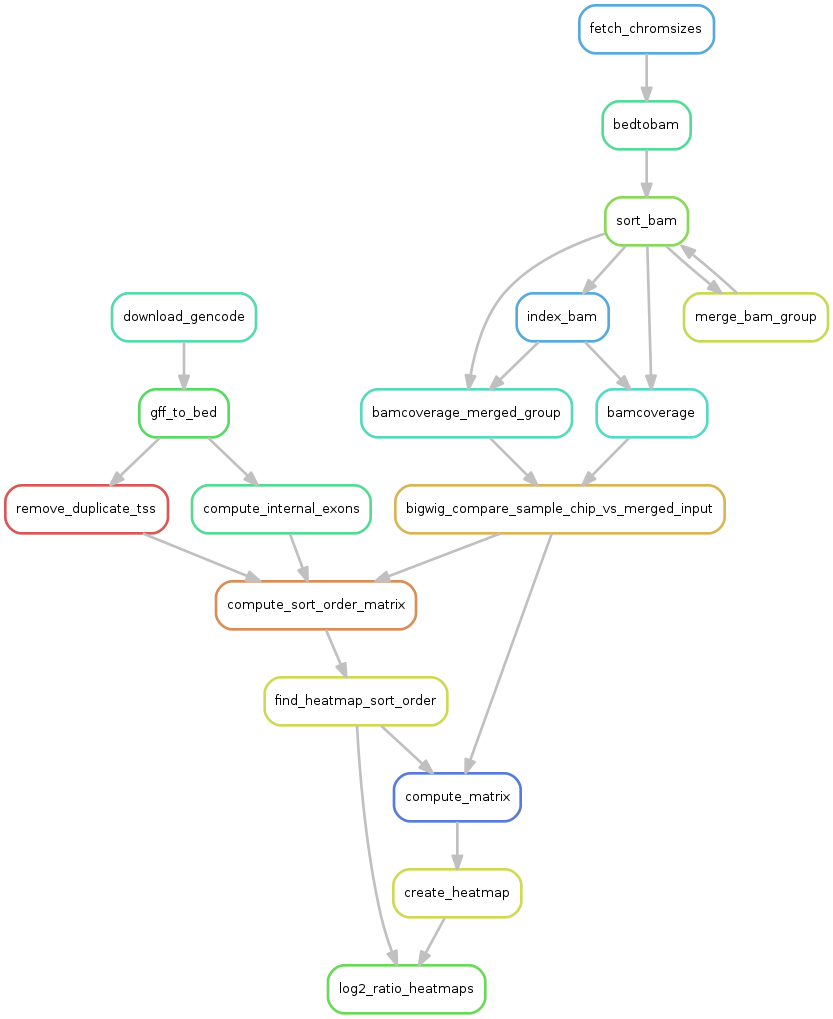 fetch_chromsizes
bedtobam
sort_bam
download_gencode
index_bam
merge_bam_group
gff_to_bed
bamcoverage_merged_group
bamcoverage
remove_duplicate_tss
compute_internal_exons
bigwig_compare_sample_chip_vs_merged_input
compute_sort_order_matrix
find_heatmap_sort_order
compute_matrix
create_heatmap
log2_ratio_heatmaps